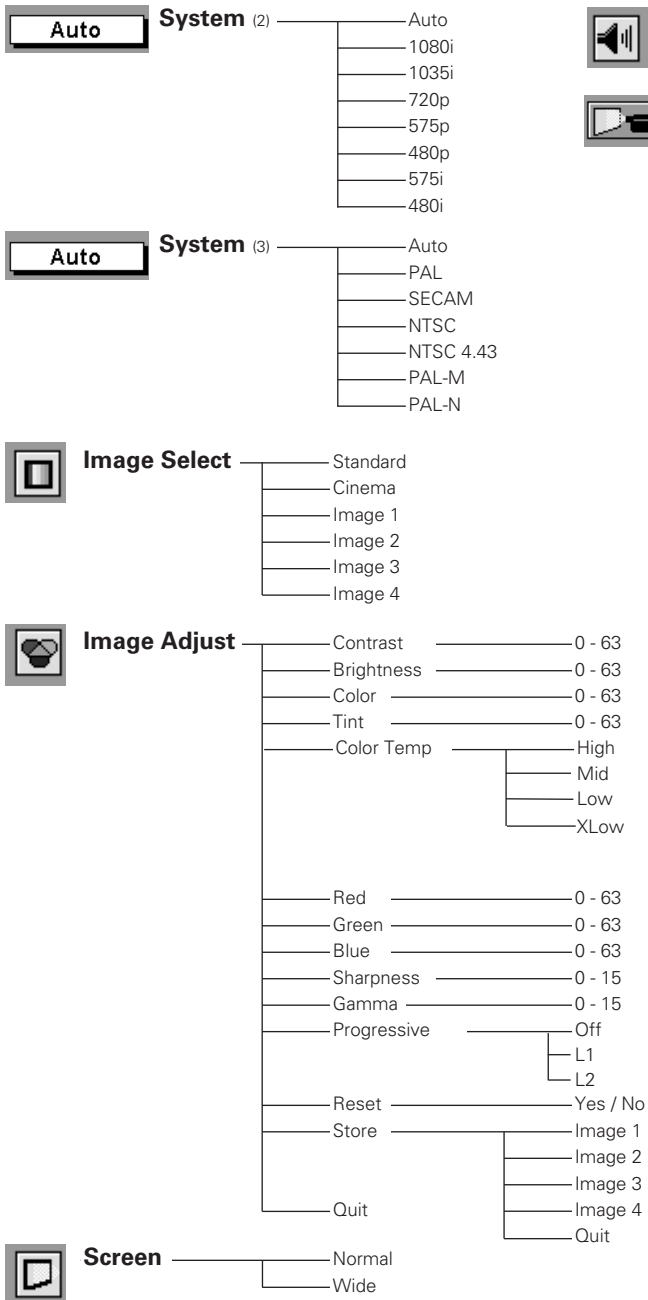 Auto
System (2)
Auto
1080i
1035i
720p
575p
480p
575i
480i
Auto
System (3)
Auto
PAL
SECAM
NTSC
NTSC 4.43
PAL-M
PAL-N
Image Select
Standard
Cinema
Image 1
Image 2
Image 3
Image 4
Image Adjust
Contrast 0 - 63
Brightness 0 - 63
Color 0 - 63
Tint 0 - 63
Color Temp High
Mid
Low
XLow
Red 0 - 63
Green 0 - 63
Blue 0 - 63
Sharpness 0 - 15
Gamma 0 - 15
Progressive Off
L1
L2
Reset Yes / No
Store Image 1
Image 2
Image 3
Quit Image 4
Quit
Screen Normal
Wide